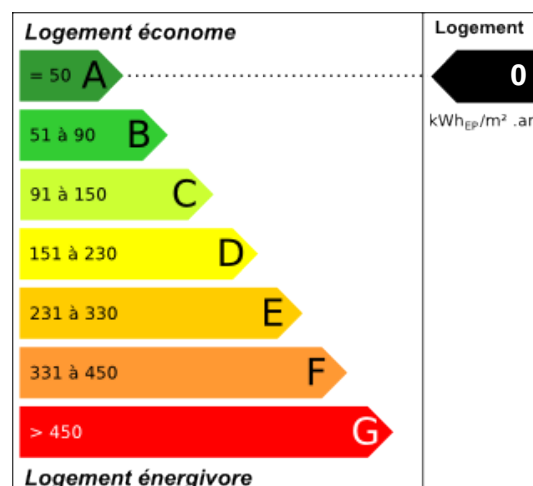 Logement économe
Logement
= 50 A
0
kWhEP/m² .an
51 à 90 B
91 à 150 C
151 à 230 D
231 à 330 E
331 à 450 F
> 450 G
Logement énergivore